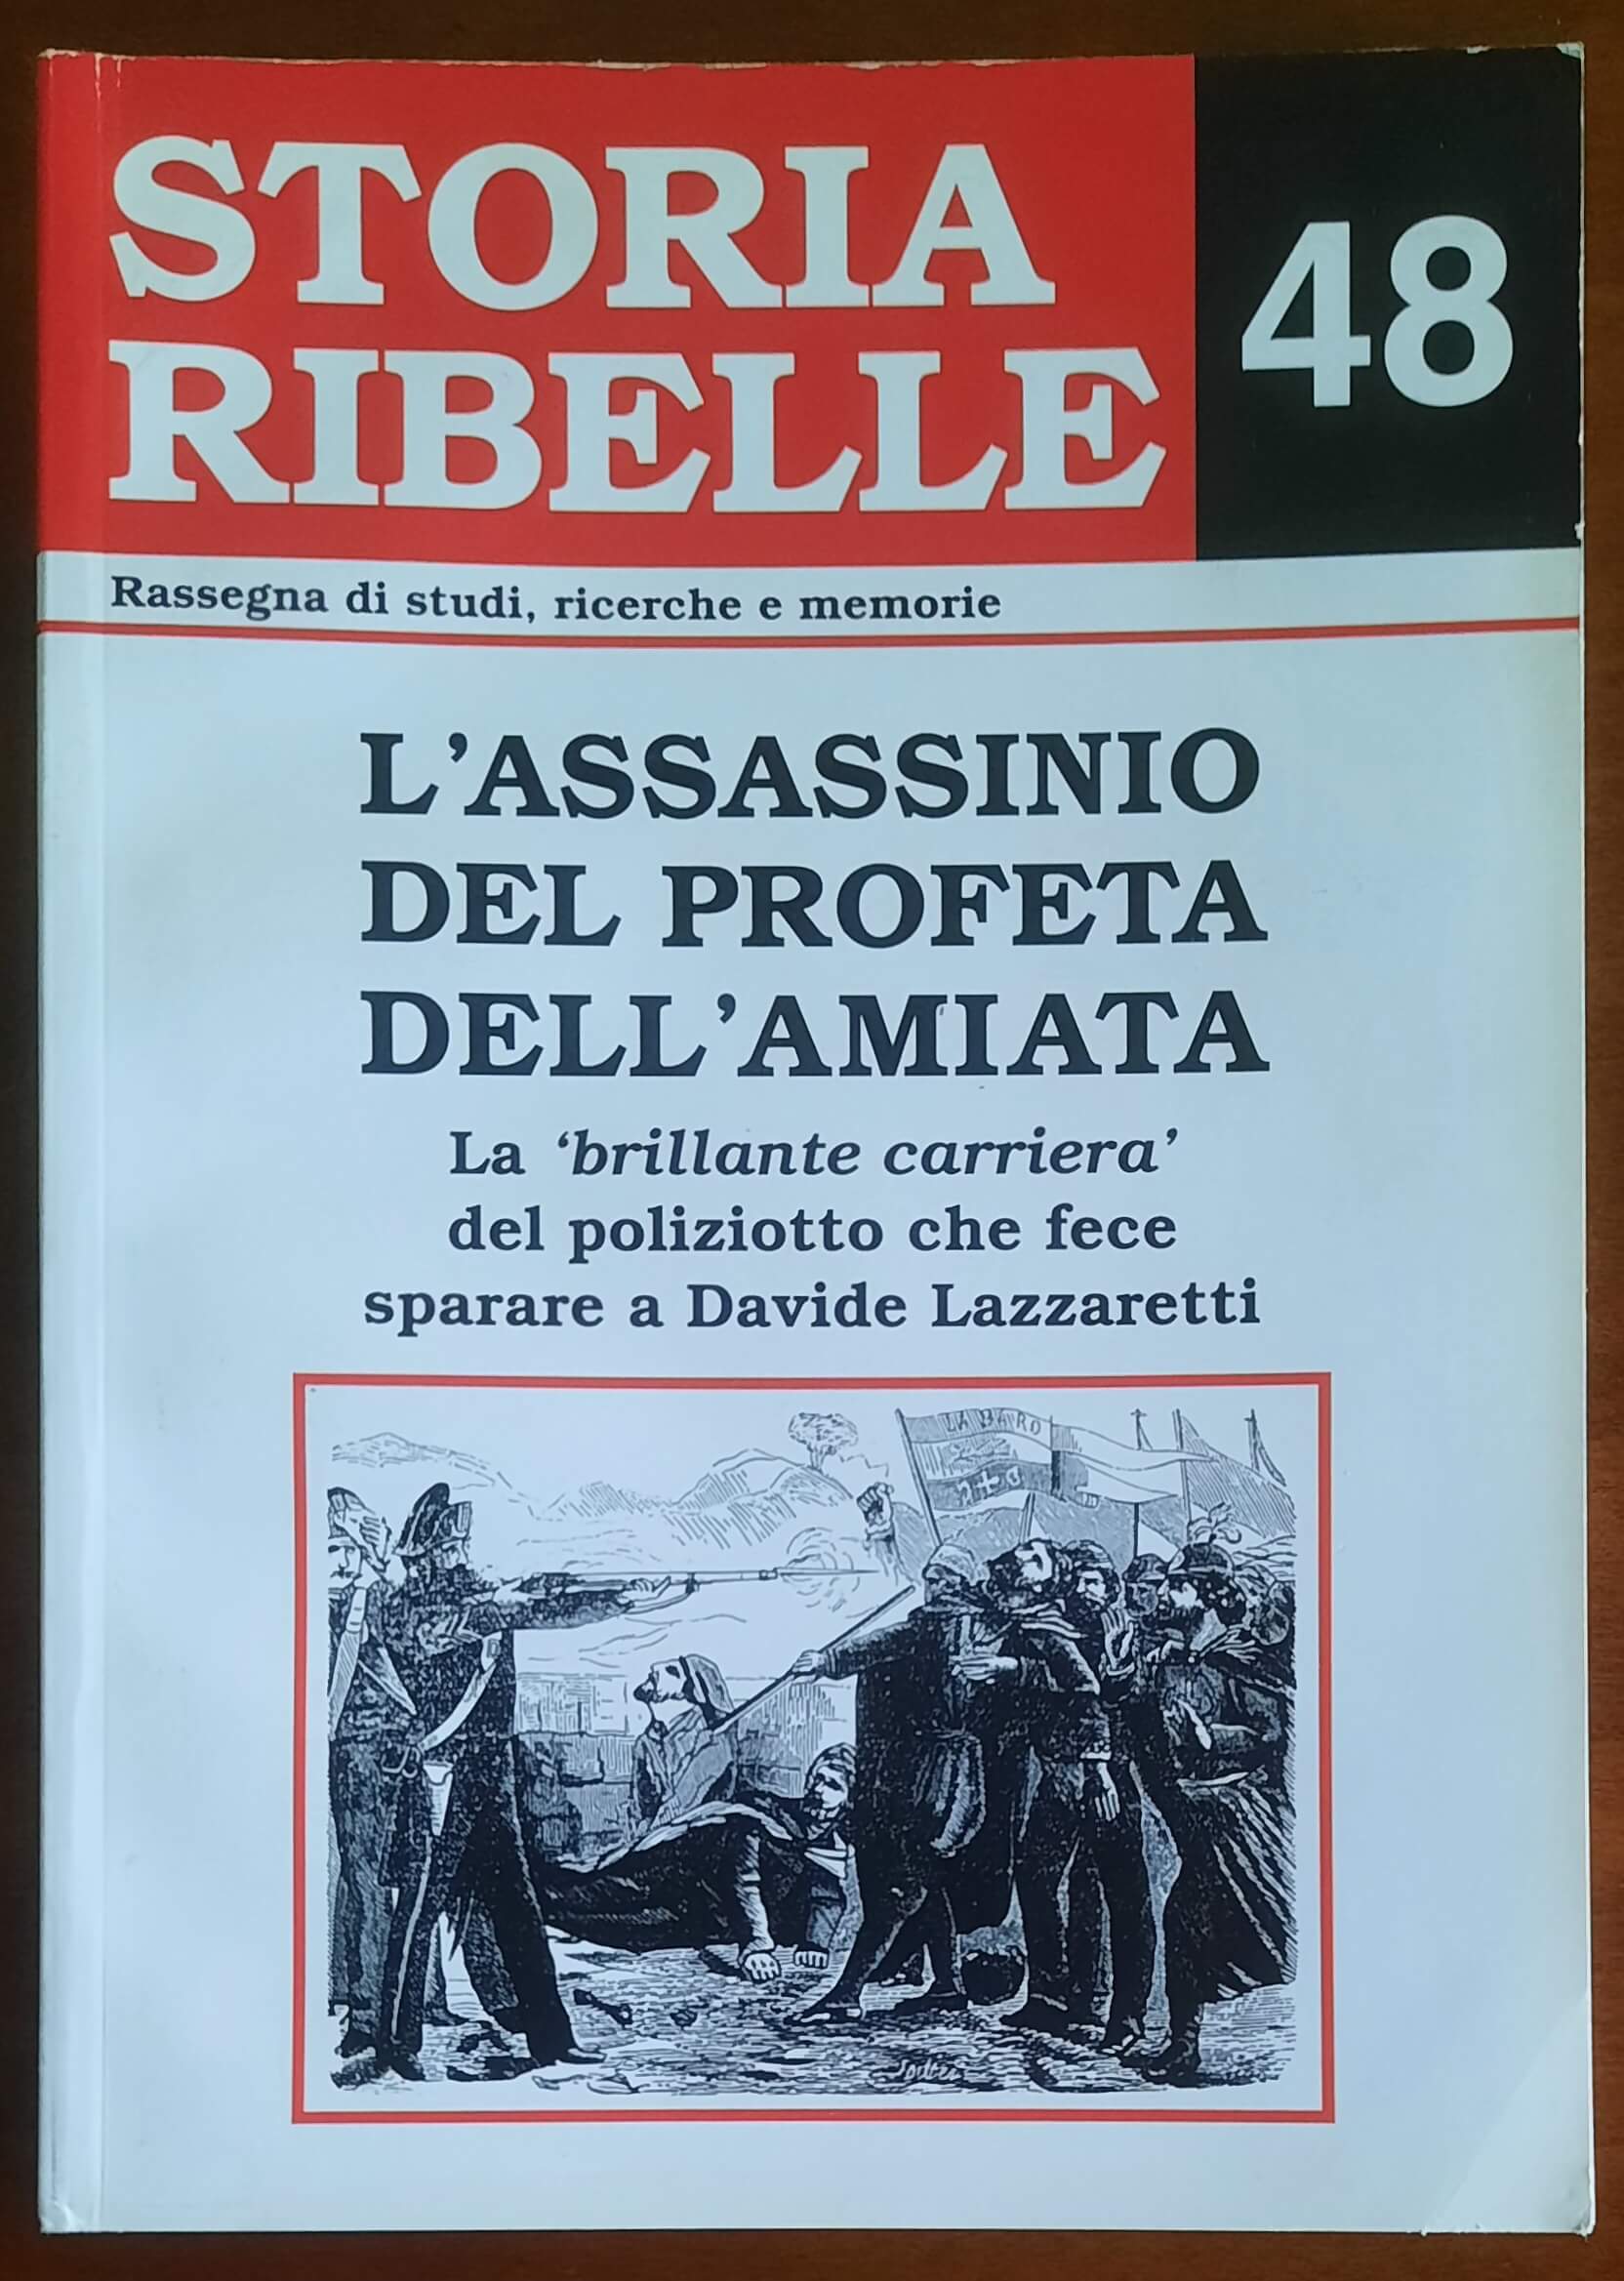 STORIA
RIBELLE
48
Rassegna di studi, ricerche e memorie
L’ASSASSINIO
DEL PROFETA
DELL’AMIATA
La ‘brillante carriera’
del poliziotto che fece
sparare a Davide Lazzaretti
LABARO